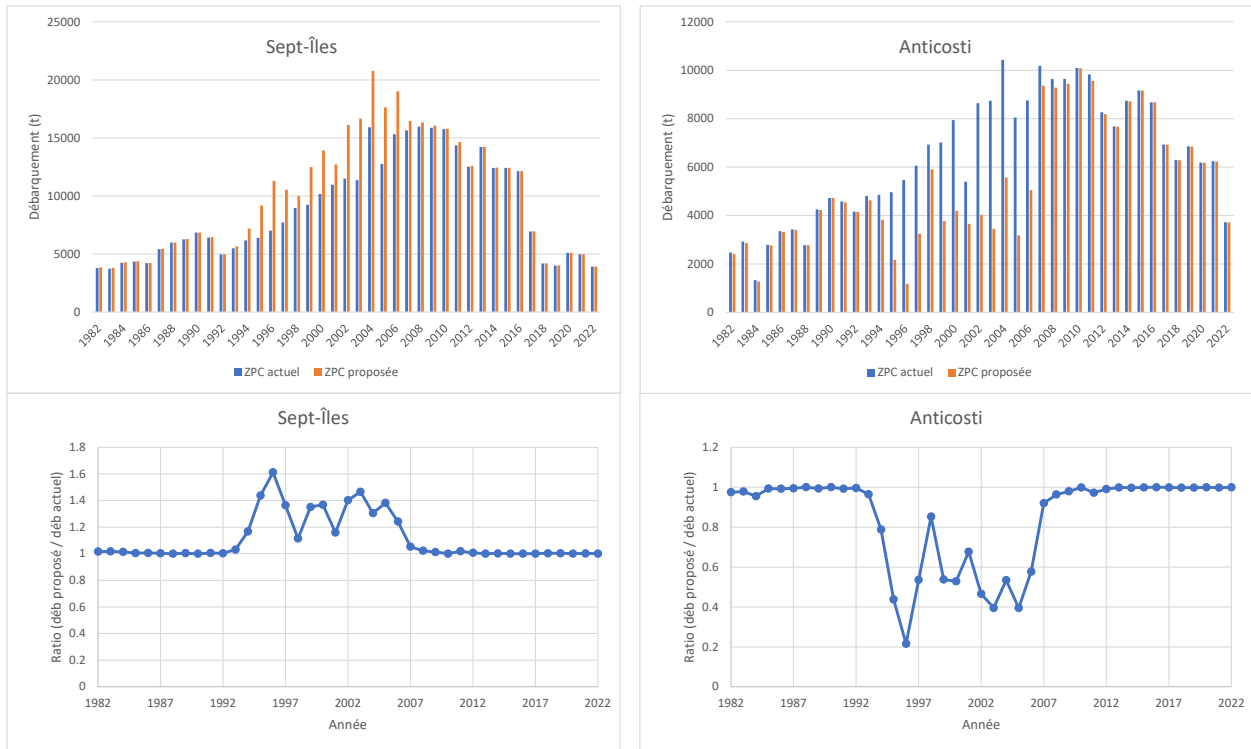 Sept-Îles
Débarquement (t)
25000
20000
15000
10000
5000
0
1982 1984 1986 1988 1990 1992 1994 1996 1998 2000 2002 2004 2006 2008 2010 2012 2014 2016 2018 2020 2022
ZPC actuel ZPC proposée
Anticosti
Débarquement (t)
12000
10000
8000
6000
4000
2000
0
1982 1984 1986 1988 1990 1992 1994 1996 1998 2000 2002 2004 2006 2008 2010 2012 2014 2016 2018 2020 2022
ZPC actuel ZPC proposée
Sept-Îles
Ratio (déb proposé / déb actuel)
1.8
1.6
1.4
1.2
1
0.8
0.6
0.4
0.2
0
1982 1987 1992 1997 2002 2007 2012 2017 2022
Année
Anticosti
Ratio (déb propsé / déb actuel)
1.2
1
0.8
0.6
0.4
0.2
0
1982 1987 1992 1997 2002 2007 2012 2017 2022
Année